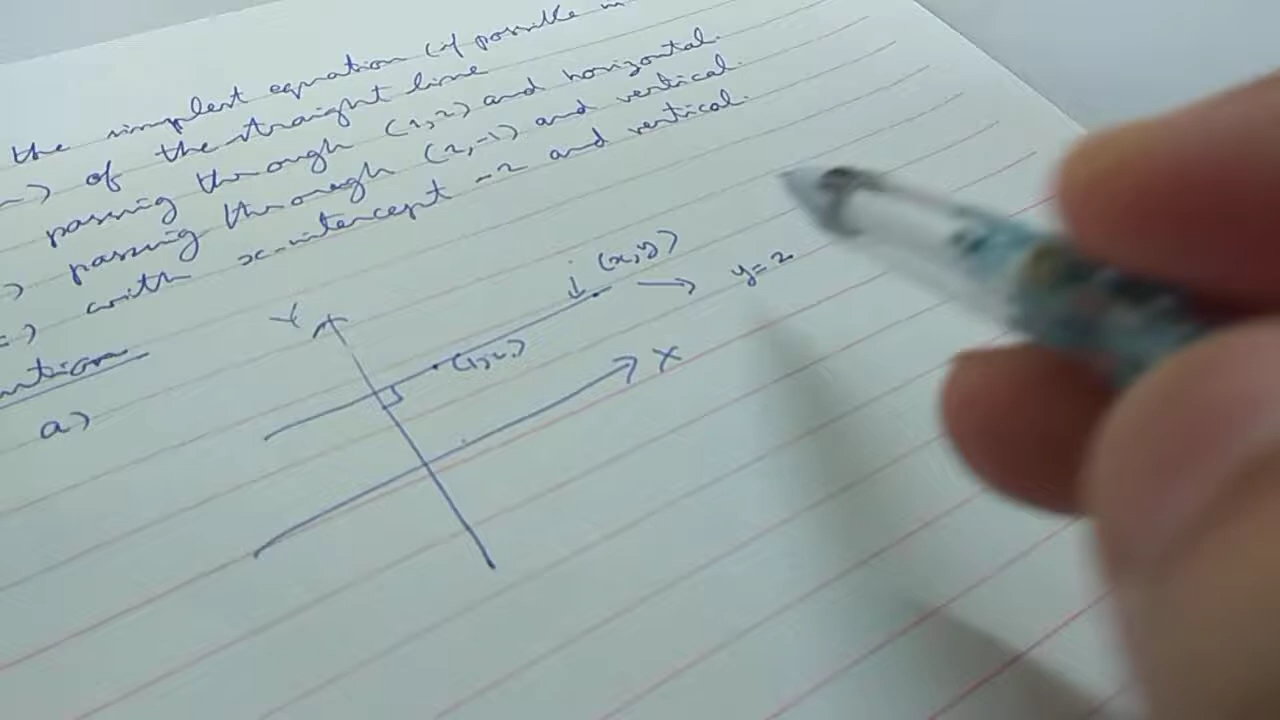 the simplest equation (if possible in
of the straight line
passing through (1,2) and horizontal.
passing through (2,-1) and vertical.
with x-intercept -2 and vertical.
a)
Y
(1,2)
(x,y)
y=2
X